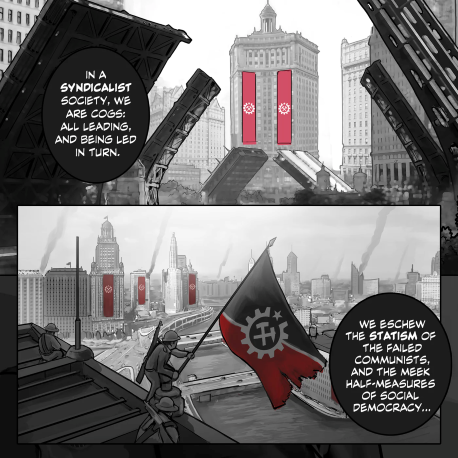 IN A
SYNDICALIST
SOCIETY, WE
ARE COGS:
ALL LEADING,
AND BEING LED
IN TURN.
WE ESCHEW
THE STATISM OF
THE FAILED
COMMUNISTS,
AND THE MEEK
HALF-MEASURES
OF SOCIAL
DEMOCRACY...